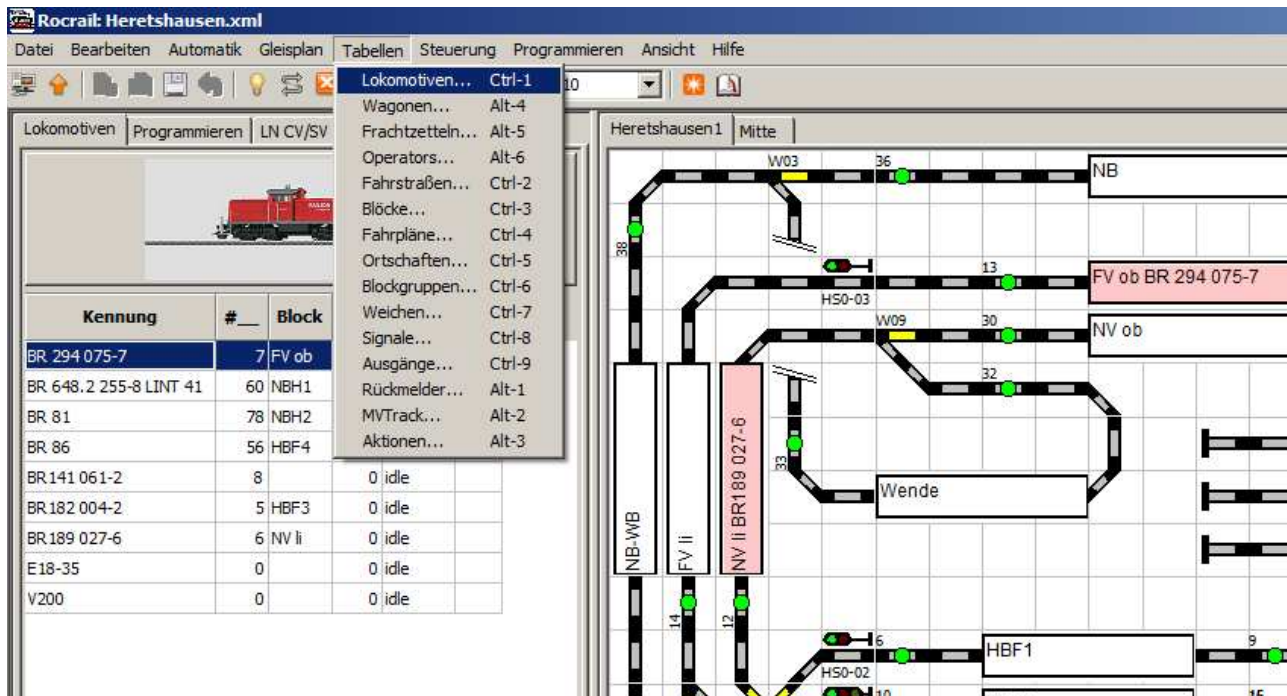 Rocrail: Heretshausen.xml
Datei Bearbeiten Automatik Gleisplan Tabellen Steuerung Programmieren Ansicht Hilfe
10
Lokomotiven... Ctrl-1
Wagonen... Alt-4
Frachtzetteln... Alt-5
Operators... Alt-6
Fahrstraßen... Ctrl-2
Blöcke... Ctrl-3
Fahrpläne... Ctrl-4
Ortschaften... Ctrl-5
Blockgruppen... Ctrl-6
Weichen... Ctrl-7
Signale... Ctrl-8
Ausgänge... Ctrl-9
Rückmelder... Alt-1
MVTrack... Alt-2
Aktionen... Alt-3
Lokomotiven Programmieren LN CV/SV
Kennung #__ Block
BR 294 075-7 7 FV ob
BR 648.2 255-8 LINT 41 60 NBH1
BR 81 78 NBH2
BR 86 56 HBF4
BR141 061-2 8 0 idle
BR182 004-2 5 HBF3 0 idle
BR189 027-6 6 NV li 0 idle
E18-35 0 0 idle
V200 0 0 idle
Heretshausen1 Mitte
W03 36
NB
38
HS0-03
13
FV ob BR 294 075-7
W09 30
NV ob
32
33
Wende
NB-WB
FV li
NV li BR189 027-6
14
12
HS0-02
6
HBF1
9
10
15